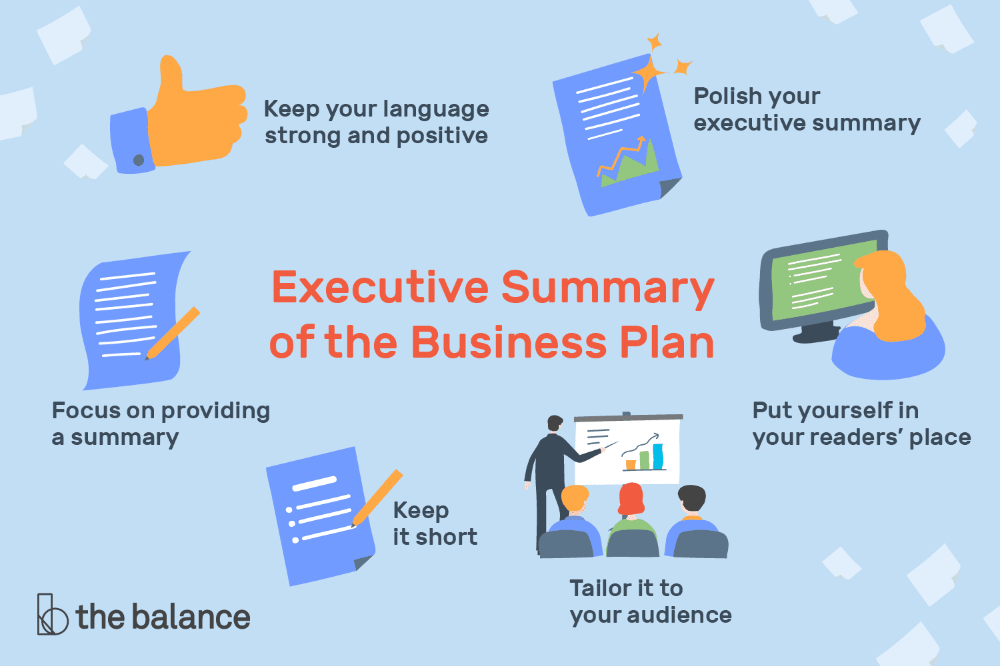 Keep your language
strong and positive
Polish your
executive summary
Executive Summary
of the Business Plan
Focus on providing
a summary
Put yourself in
your readers’ place
Keep
it short
Tailor it to
your audience
the balance